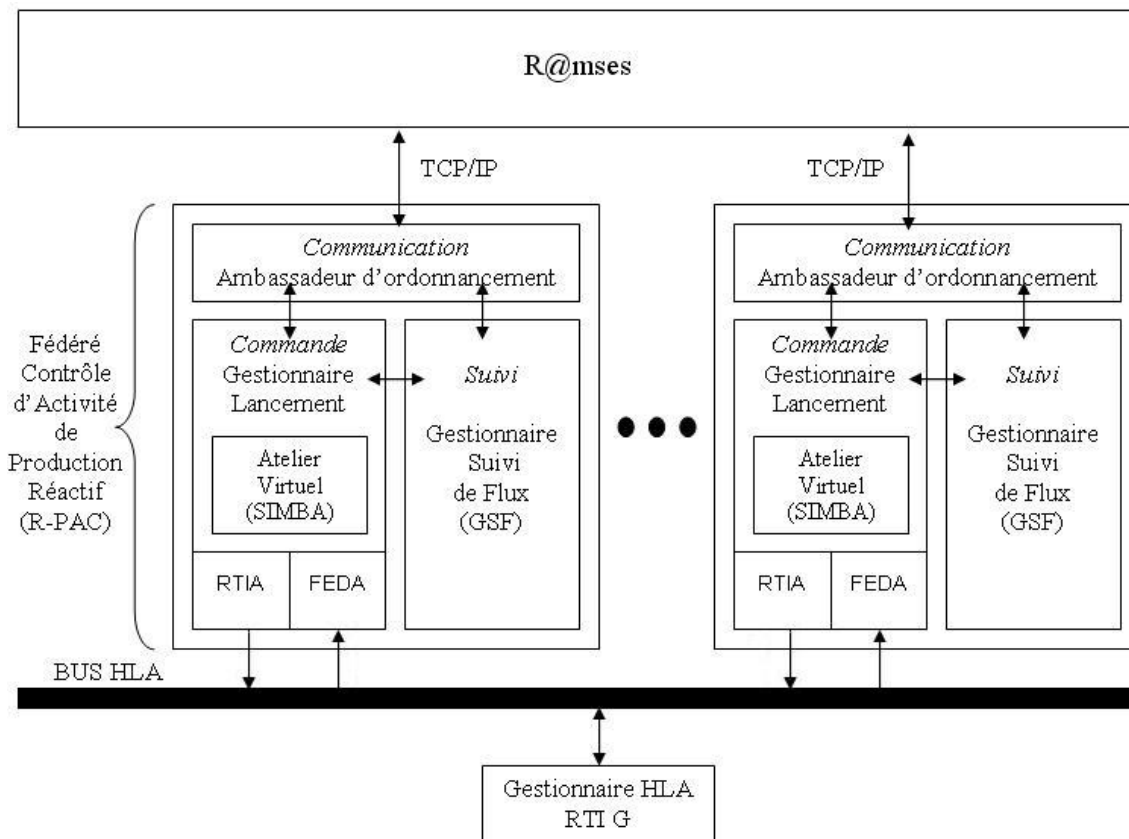 R@mses
TCP/IP
TCP/IP
Communication
Ambassadeur d'ordonnancement
Communication
Ambassadeur d'ordonnancement
Fédéré
Contrôle
d'Activité
de
Production
Réactif
(R-PAC)
Commande
Gestionnaire
Lancement
Atelier
Virtuel
(SIMBA)
RTIA
FEDA
Suivi
Gestionnaire
Suivi
de Flux
(GSF)
Commande
Gestionnaire
Lancement
Atelier
Virtuel
(SIMBA)
RTIA
FEDA
Suivi
Gestionnaire
Suivi
de Flux
(GSF)
BUS HLA
Gestionnaire HLA
RTI G